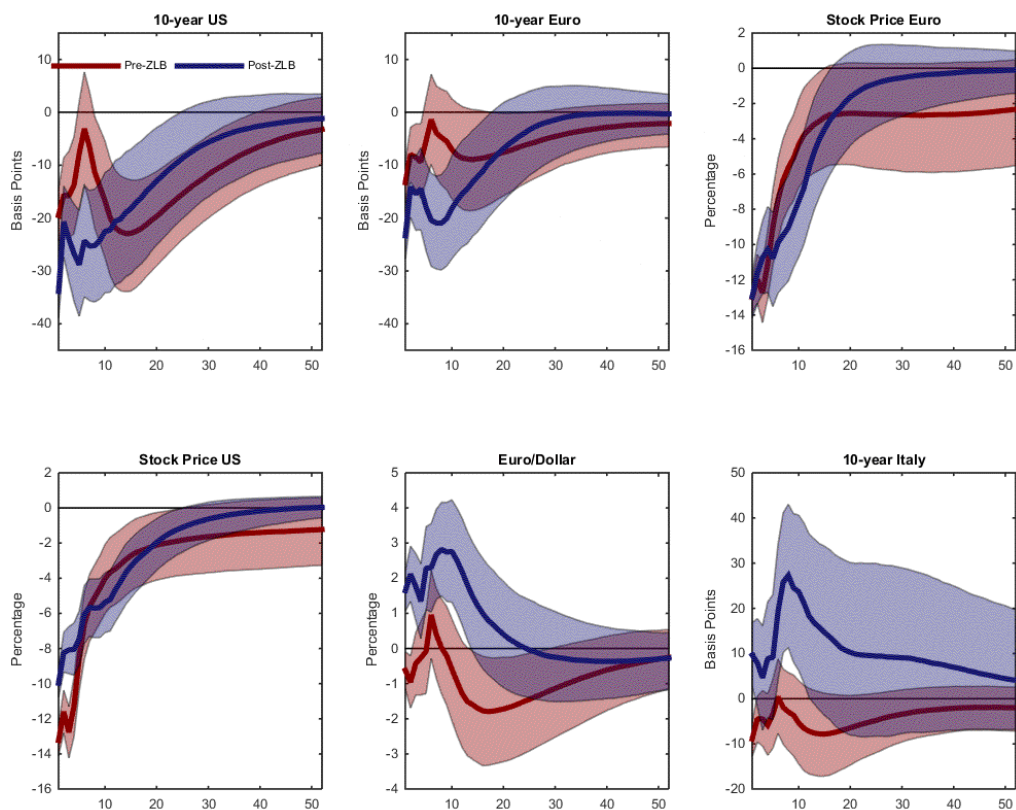 10-year US
10-year Euro
Stock Price Euro
Pre-ZLB
Post-ZLB
Basis Points
10
0
-10
-20
-30
-40
10 20 30 40 50
Basis Points
10
0
-10
-20
-30
-40
10 20 30 40 50
Percentage
2
0
-2
-4
-6
-8
-10
-12
-14
-16
10 20 30 40 50
Stock Price US
Euro/Dollar
10-year Italy
Percentage
2
0
-2
-4
-6
-8
-10
-12
-14
-16
10 20 30 40 50
Percentage
5
4
3
2
1
0
-1
-2
-3
-4
10 20 30 40 50
Basis Points
50
40
30
20
10
0
-10
-20
10 20 30 40 50